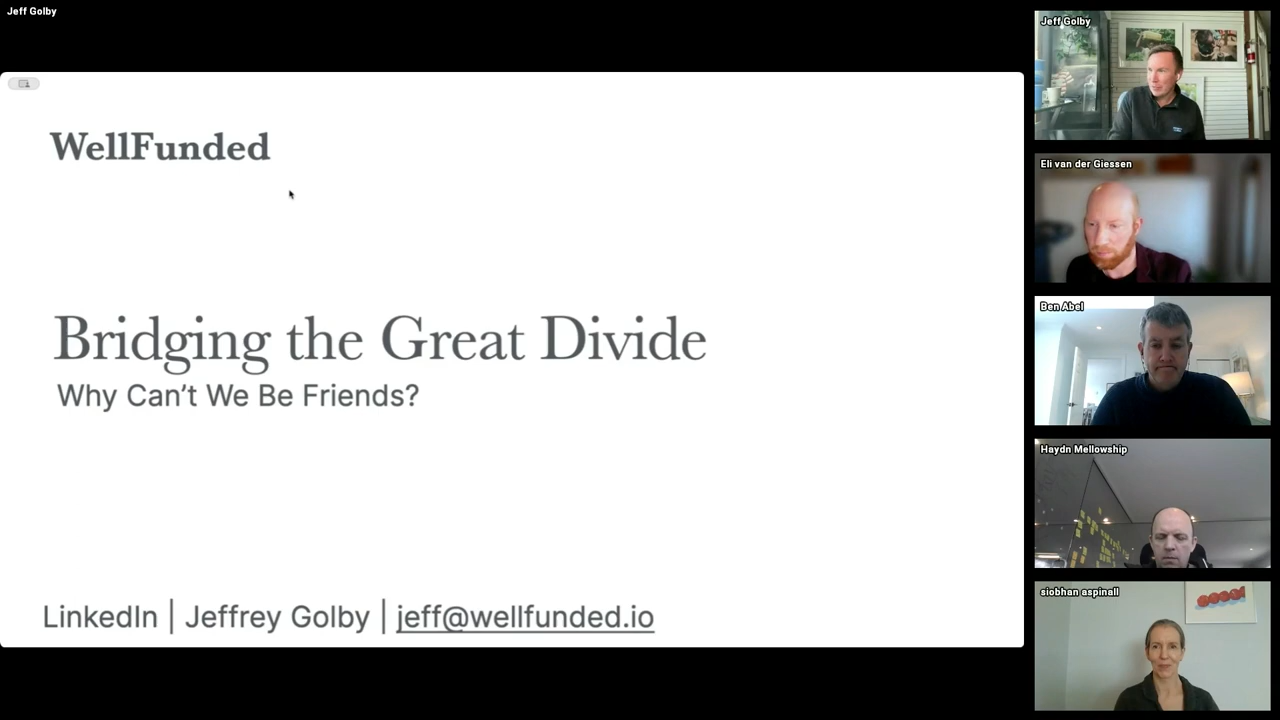 Jeff Golby
WellFunded
Bridging the Great Divide
Why Can't We Be Friends?
LinkedIn | Jeffrey Golby | jeff@wellfunded.io
Jeff Golby
Eli van der Giessen
Ben Abel
Haydn Mellowship
siobhan aspinall